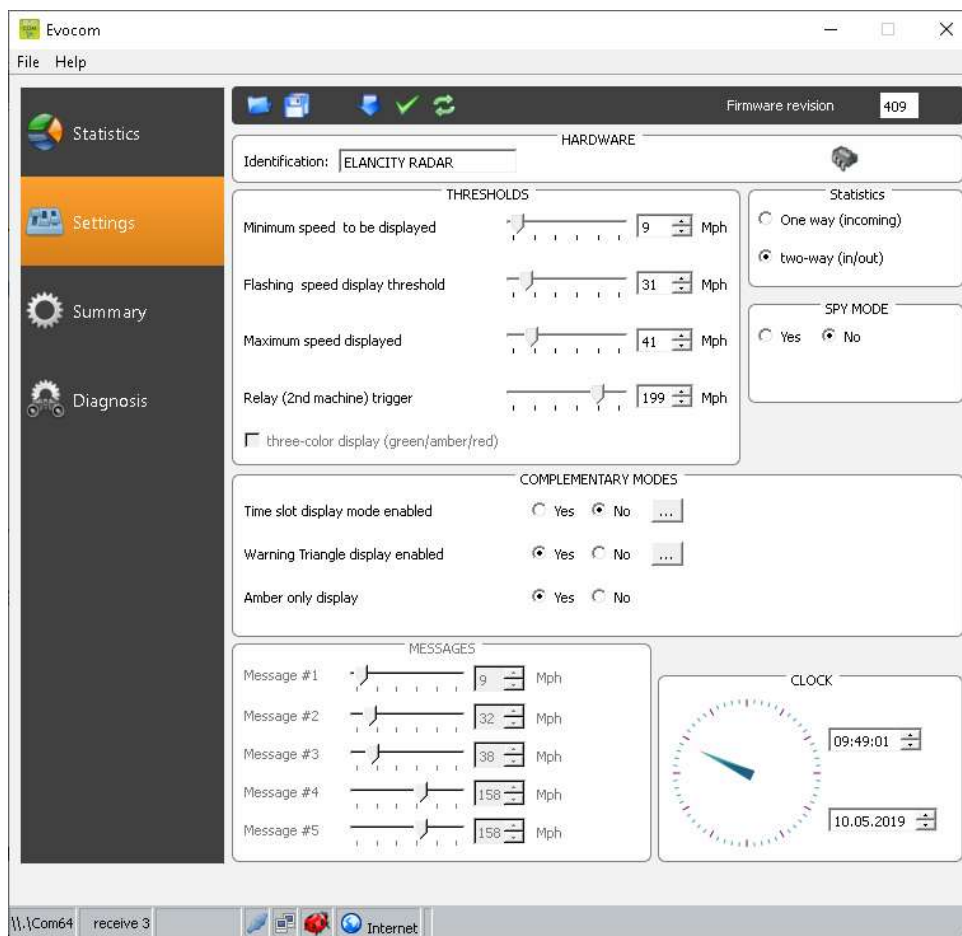 Evocom
File Help
Statistics
Settings
Summary
Diagnosis
Firmware revision 409
HARDWARE
Identification: ELANCITY RADAR
THRESHOLDS
Minimum speed to be displayed 9 Mph
Flashing speed display threshold 31 Mph
Maximum speed displayed 41 Mph
Relay (2nd machine) trigger 199 Mph
three-color display (green/amber/red)
Statistics
One way (incoming)
two-way (in/out)
SPY MODE
Yes No
COMPLEMENTARY MODES
Time slot display mode enabled Yes No ...
Warning Triangle display enabled Yes No ...
Amber only display Yes No
MESSAGES
Message #1 9 Mph
Message #2 32 Mph
Message #3 38 Mph
Message #4 158 Mph
Message #5 158 Mph
CLOCK
09:49:01
10.05.2019
\\.\Com64 receive 3 Internet